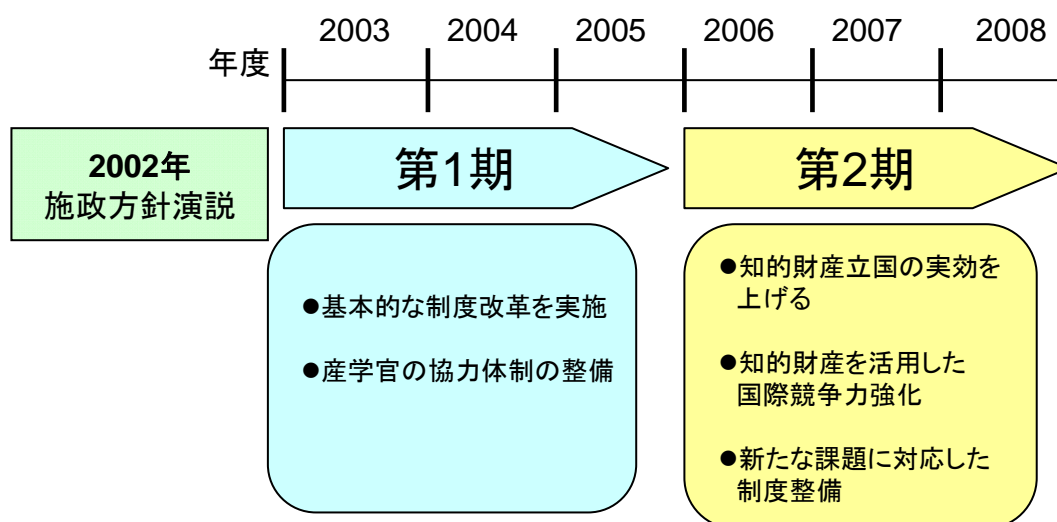 2003 2004 2005 2006 2007 2008
年度
2002年
施政方針演説
第1期
第2期
●基本的な制度改革を実施
●産学官の協力体制の整備
●知的財産立国の実効を
上げる
●知的財産を活用した
国際競争力強化
●新たな課題に対応した
制度整備